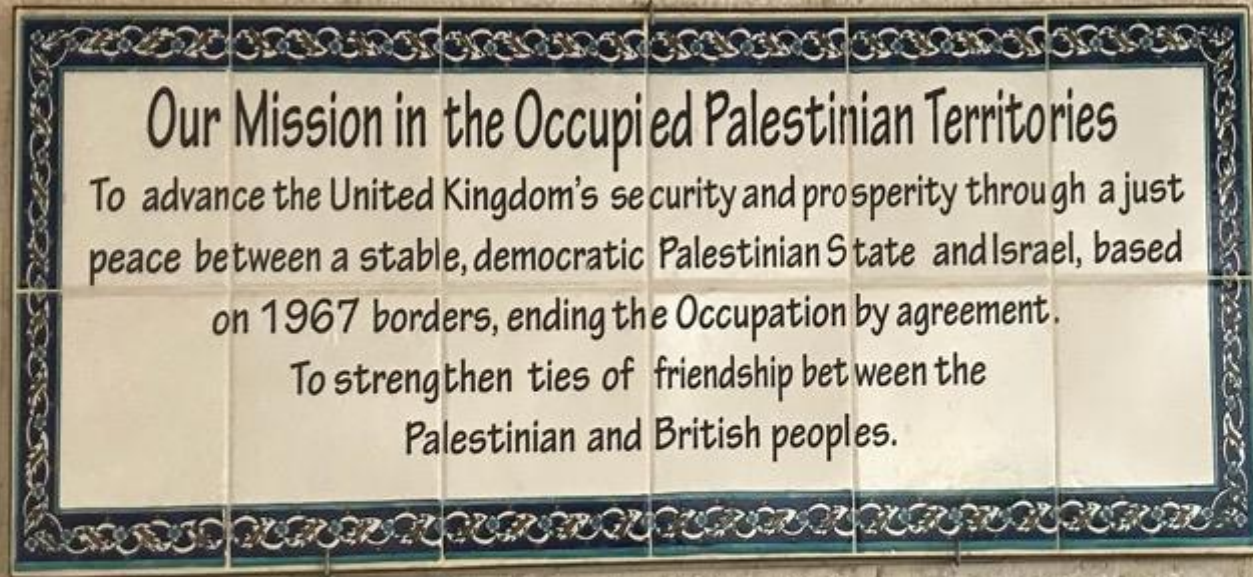 Our Mission in the Occupied Palestinian Territories
To advance the United Kingdom's security and prosperity through a just
peace between a stable, democratic Palestinian State and Israel, based
on 1967 borders, ending the Occupation by agreement.
To strengthen ties of friendship between the
Palestinian and British peoples.